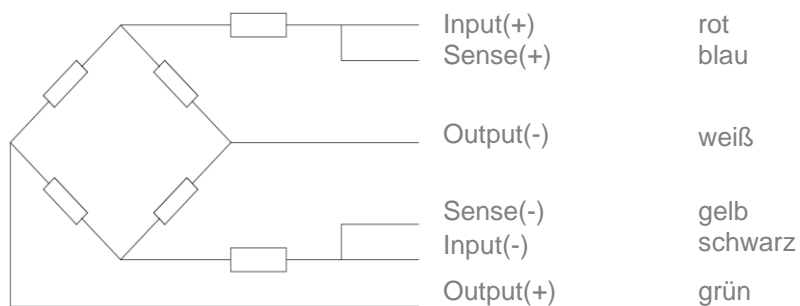 Input(+) rot
Sense(+) blau
Output(-) weiß
Sense(-) gelb
Input(-) schwarz
Output(+) grün